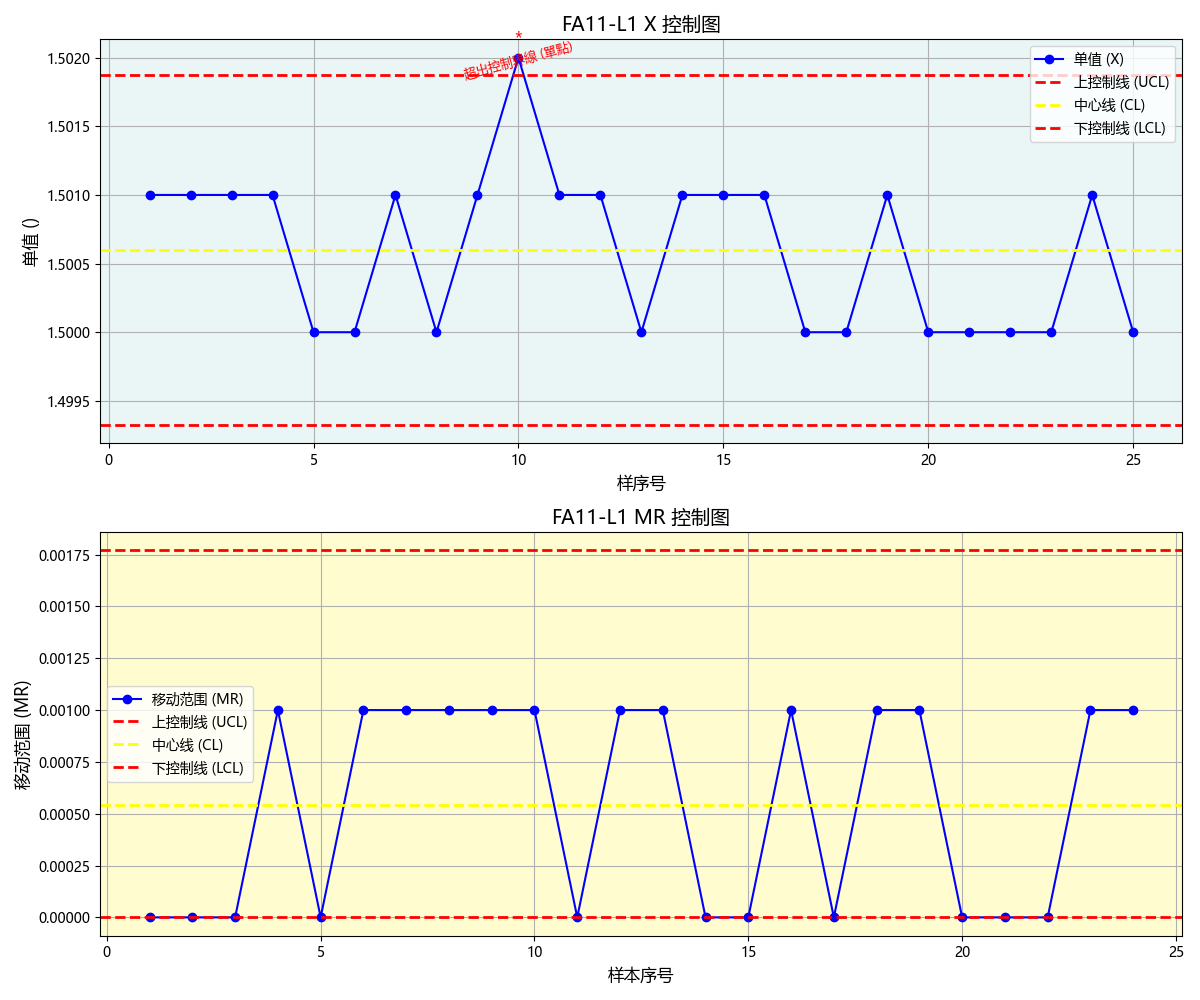 FA11-L1 X 控制图
*
超出控制界線 (單點)
单值 (X)
上控制线 (UCL)
中心线 (CL)
下控制线 (LCL)
单值 ()
1.5020
1.5015
1.5010
1.5005
1.5000
1.4995
0 5 10 15 20 25
样序号
FA11-L1 MR 控制图
移动范围 (MR)
上控制线 (UCL)
中心线 (CL)
下控制线 (LCL)
移动范围 (MR)
0.00175
0.00150
0.00125
0.00100
0.00075
0.00050
0.00025
0.00000
0 5 10 15 20 25
样本序号